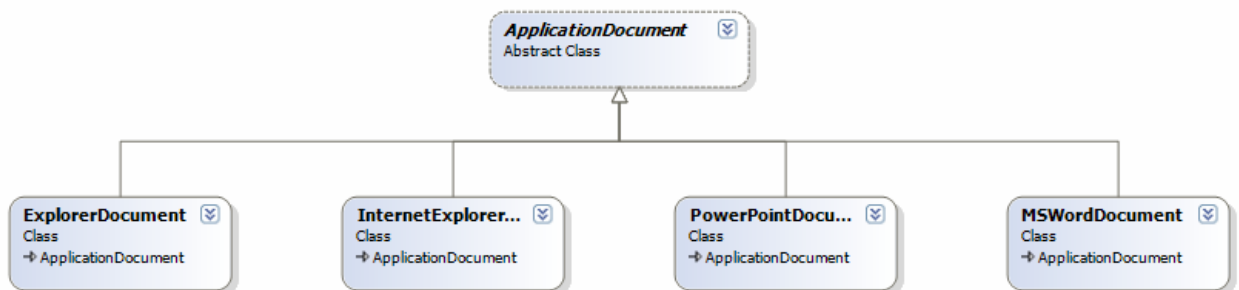 ApplicationDocument
Abstract Class
ExplorerDocument
Class
ApplicationDocument
InternetExplorer...
Class
ApplicationDocument
PowerPointDocu...
Class
ApplicationDocument
MSWordDocument
Class
ApplicationDocument